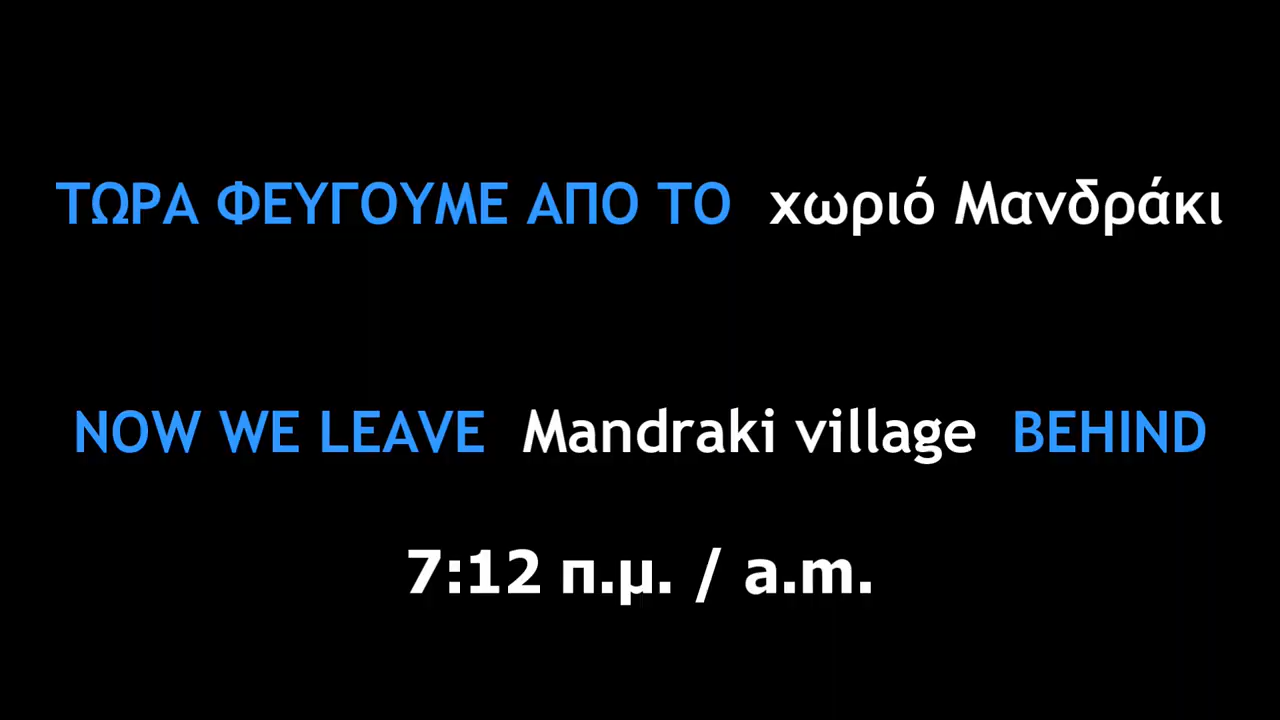 ΤΩΡΑ ΦΕΥΓΟΥΜΕ ΑΠΟ ΤΟ χωριό Μανδράκι
NOW WE LEAVE Mandraki village BEHIND
7:12 π.μ. / a.m.